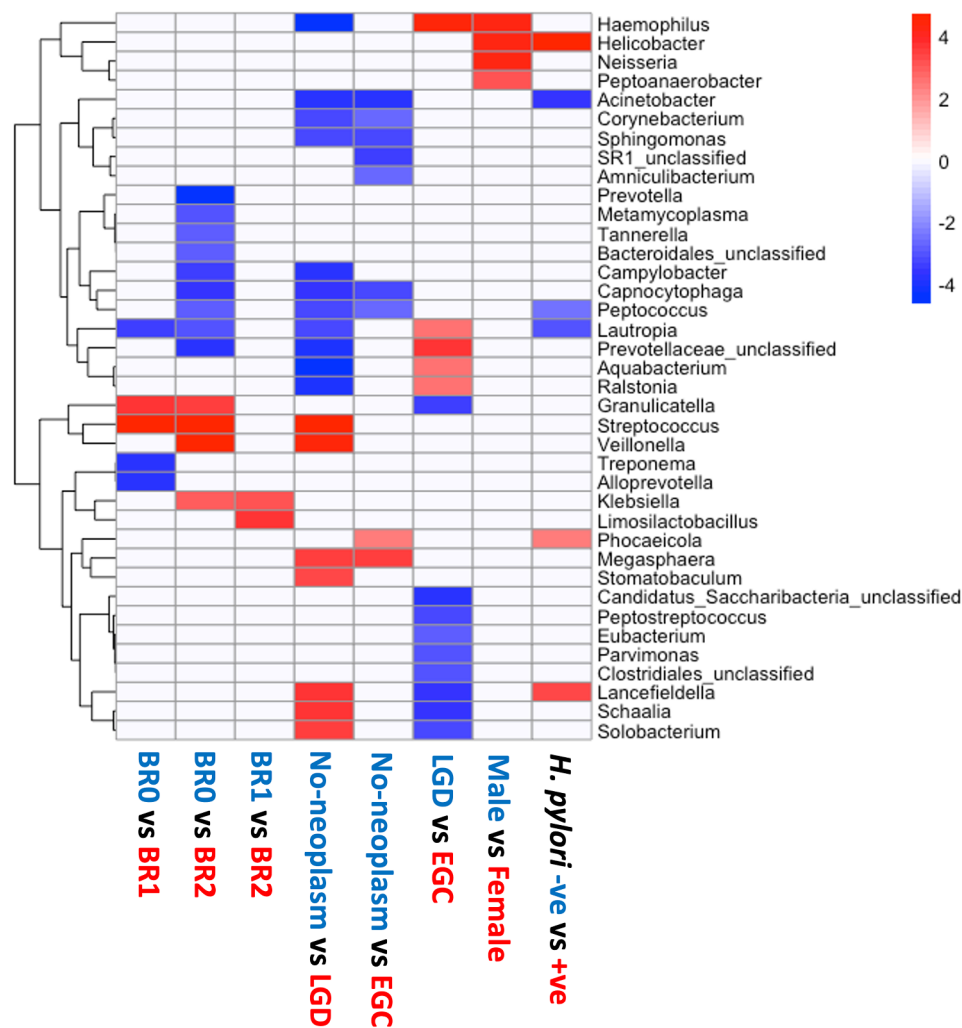 Haemophilus
Helicobacter
Neisseria
Peptoanaerobacter
Acinetobacter
Corynebacterium
Sphingomonas
SR1_unclassified
Amniculibacterium
Prevotella
Metamycoplasma
Tannerella
Bacteroidales_unclassified
Campylobacter
Capnocytophaga
Peptococcus
Lautropia
Prevotellaceae_unclassified
Aquabacterium
Ralstonia
Granulicatella
Streptococcus
Veillonella
Treponema
Alloprevotella
Klebsiella
Limosilactobacillus
Phocaeicola
Megasphaera
Stomatobaculum
Candidatus_Saccharibacteria_unclassified
Peptostreptococcus
Eubacterium
Parvimonas
Clostridiales_unclassified
Lancefieldella
Schaalia
Solobacterium
4
2
0
-2
-4
BR0 vs BR1
BR0 vs BR2
BR1 vs BR2
No-neoplasm vs LGD
No-neoplasm vs EGC
LGD vs EGC
Male vs Female
H. pylori -ve vs +ve